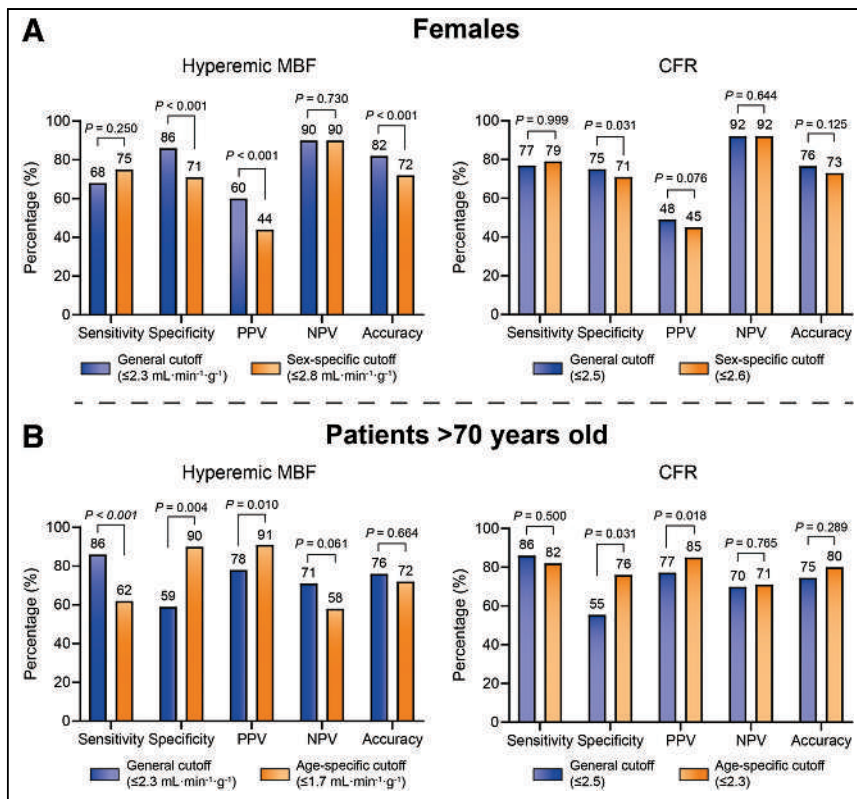 A
Females
Hyperemic MBF
P = 0.250
P < 0.001
P < 0.001
P = 0.730
P < 0.001
Percentage (%)
100
80
60
40
20
0
68
75
86
71
60
44
90
90
82
72
Sensitivity Specificity PPV NPV Accuracy
General cutoff
(≤2.3 mL·min⁻¹·g⁻¹)
Sex-specific cutoff
(≤2.8 mL·min⁻¹·g⁻¹)
CFR
P = 0.999
P = 0.031
P = 0.076
P = 0.644
P = 0.125
Percentage (%)
100
80
60
40
20
0
77
79
75
71
48
45
92
92
76
73
Sensitivity Specificity PPV NPV Accuracy
General cutoff
(≤2.5)
Sex-specific cutoff
(≤2.6)
B
Patients >70 years old
Hyperemic MBF
P < 0.001
P = 0.004
P = 0.010
P = 0.061
P = 0.664
Percentage (%)
100
80
60
40
20
0
86
62
59
90
78
91
71
58
76
72
Sensitivity Specificity PPV NPV Accuracy
General cutoff
(≤2.3 mL·min⁻¹·g⁻¹)
Age-specific cutoff
(≤1.7 mL·min⁻¹·g⁻¹)
CFR
P = 0.500
P = 0.031
P = 0.018
P = 0.765
P = 0.289
Percentage (%)
100
80
60
40
20
0
86
82
55
76
77
85
70
71
75
80
Sensitivity Specificity PPV NPV Accuracy
General cutoff
(≤2.5)
Age-specific cutoff
(≤2.3)